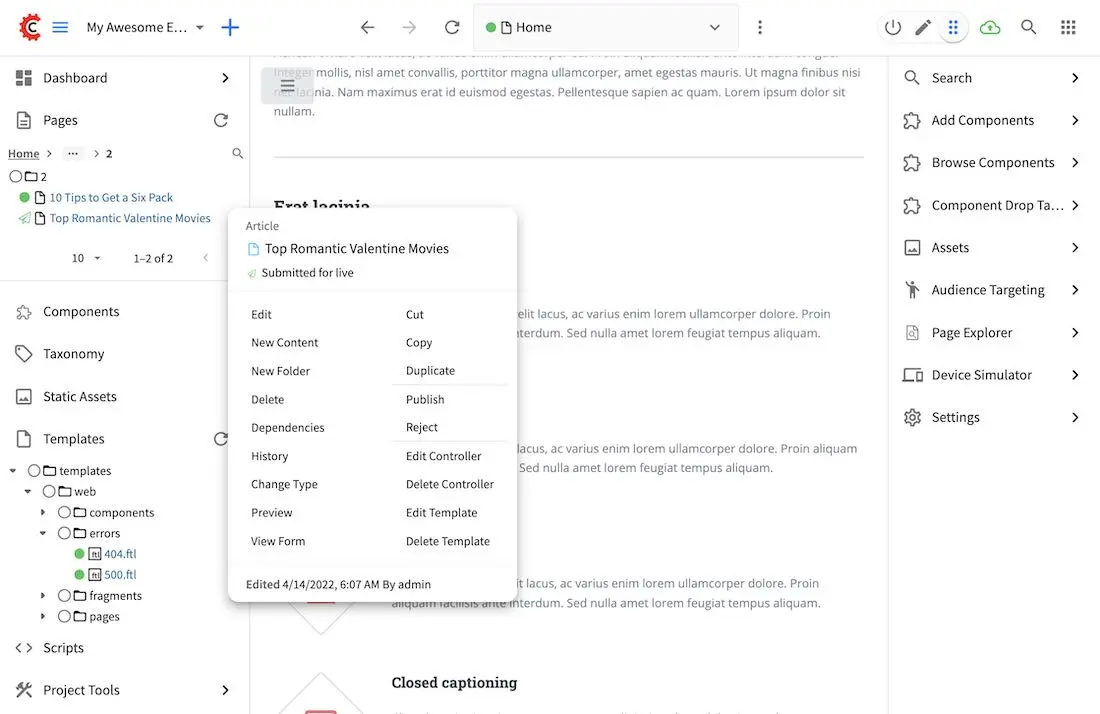 My Awesome E...
Home
Dashboard
Pages
Home
...
2
2
10 Tips to Get a Six Pack
Top Romantic Valentine Movies
10
1–2 of 2
Components
Taxonomy
Static Assets
Templates
templates
web
components
errors
ftl 404.ftl
ftl 500.ftl
fragments
pages
Scripts
Project Tools
Integer mollis, nisl amet convallis, porttitor magna ullamcorper, amet egestas mauris. Ut magna finibus nisi
lacinia. Nam maximus erat id euismod egestas. Pellentesque sapien ac quam. Lorem ipsum dolor sit
nullam.
Erat lacinia
Article
Top Romantic Valentine Movies
Submitted for live
Edit
New Content
New Folder
Delete
Dependencies
History
Change Type
Preview
View Form
Cut
Copy
Duplicate
Publish
Reject
Edit Controller
Delete Controller
Edit Template
Delete Template
Edited 4/14/2022, 6:07 AM By admin
elit lacus, ac varius enim lorem ullamcorper dolore. Proin
interdum. Sed nulla amet lorem feugiat tempus aliquam.
lacus, ac varius enim lorem ullamcorper dolore. Proin aliquam
Sed nulla amet lorem feugiat tempus aliquam.
lacus, ac varius enim lorem ullamcorper dolore. Proin
aliquam facilisis ante interdum. Sed nulla amet lorem feugiat tempus aliquam.
Closed captioning
Search
Add Components
Browse Components
Component Drop Ta...
Assets
Audience Targeting
Page Explorer
Device Simulator
Settings